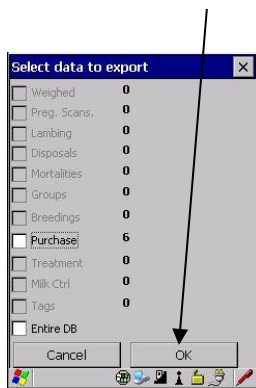 Select data to export
Weighed 0
Preg. Scans. 0
Lambing 0
Disposals 0
Mortalities 0
Groups 0
Breedings 0
Purchase 6
Treatment 0
Milk Ctrl 0
Tags 0
Entire DB
Cancel OK